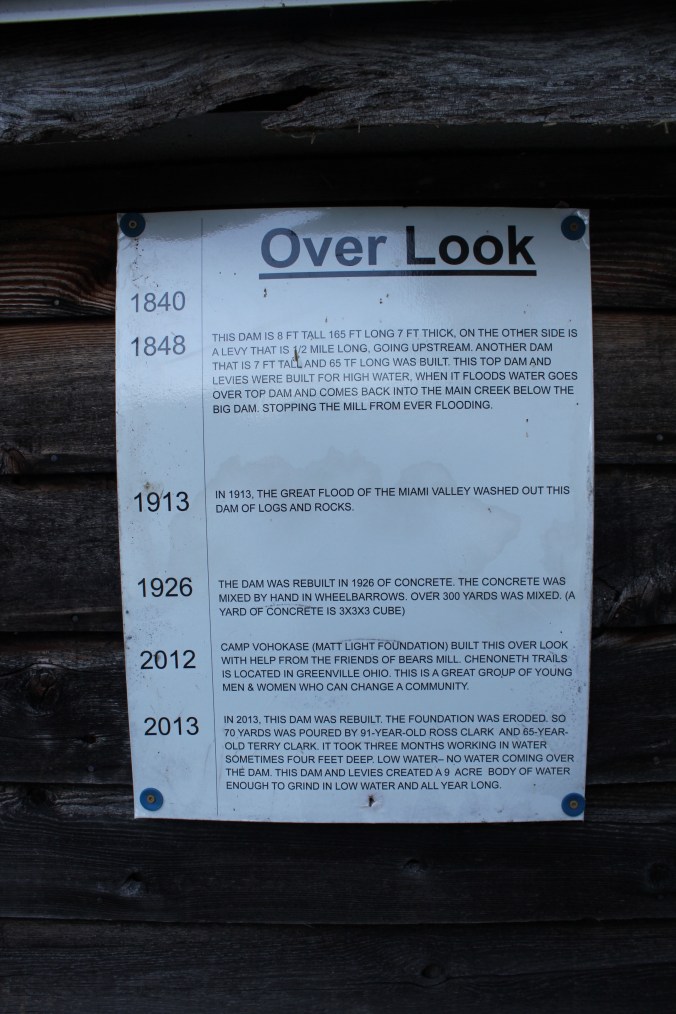 Over Look
1840
1848
THIS DAM IS 8 FT TALL 165 FT LONG 7 FT THICK, ON THE OTHER SIDE IS
A LEVY THAT IS 1/2 MILE LONG, GOING UPSTREAM. ANOTHER DAM
THAT IS 7 FT TALL AND 65 TF LONG WAS BUILT. THIS TOP DAM AND
LEVIES WERE BUILT FOR HIGH WATER, WHEN IT FLOODS WATER GOES
OVER TOP DAM AND COMES BACK INTO THE MAIN CREEK BELOW THE
BIG DAM. STOPPING THE MILL FROM EVER FLOODING.
1913
IN 1913, THE GREAT FLOOD OF THE MIAMI VALLEY WASHED OUT THIS
DAM OF LOGS AND ROCKS.
1926
THE DAM WAS REBUILT IN 1926 OF CONCRETE. THE CONCRETE WAS
MIXED BY HAND IN WHEELBARROWS. OVER 300 YARDS WAS MIXED. (A
YARD OF CONCRETE IS 3X3X3 CUBE)
2012
CAMP VOHOKASE (MATT LIGHT FOUNDATION) BUILT THIS OVER LOOK
WITH HELP FROM THE FRIENDS OF BEARS MILL. CHENONETH TRAILS
IS LOCATED IN GREENVILLE OHIO. THIS IS A GREAT GROUP OF YOUNG
MEN & WOMEN WHO CAN CHANGE A COMMUNITY.
2013
IN 2013, THIS DAM WAS REBUILT. THE FOUNDATION WAS ERODED. SO
70 YARDS WAS POURED BY 91-YEAR-OLD ROSS CLARK AND 65-YEAR-
OLD TERRY CLARK. IT TOOK THREE MONTHS WORKING IN WATER
SOMETIMES FOUR FEET DEEP. LOW WATER– NO WATER COMING OVER
THE DAM. THIS DAM AND LEVIES CREATED A 9 ACRE BODY OF WATER
ENOUGH TO GRIND IN LOW WATER AND ALL YEAR LONG.